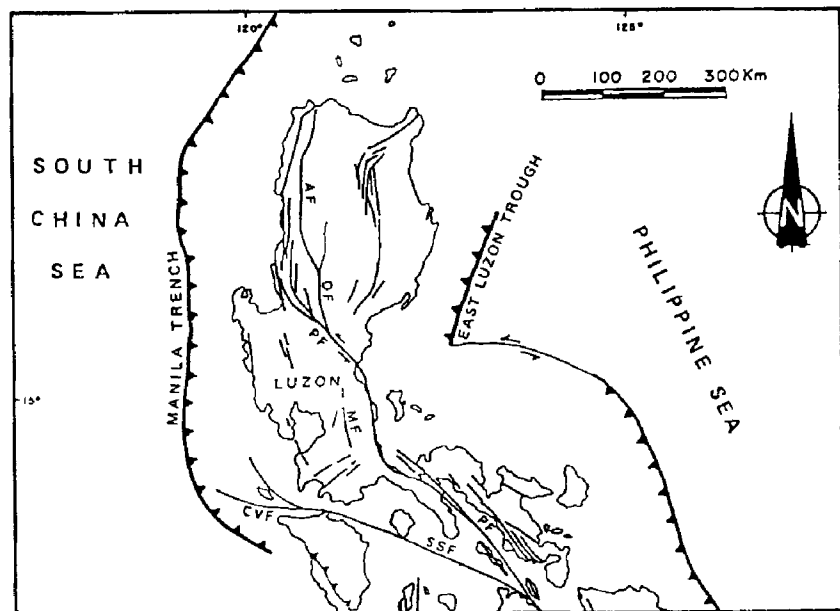 120°
125°
0 100 200 300Km
SOUTH
CHINA
SEA
MANILA TRENCH
AF
DF
PF
LUZON
MF
EAST LUZON TROUGH
N
PHILIPPINE SEA
15°
CVF
SSF
PF